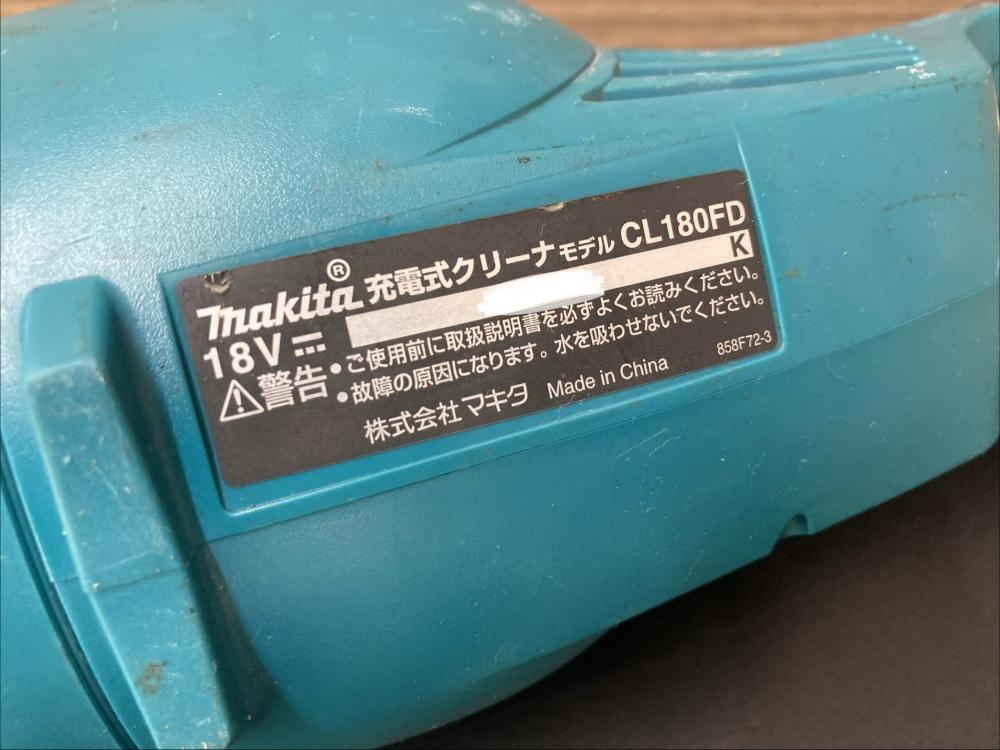 makita® 充電式クリーナ モデル CL180FD
18V⎓ K
⚠警告 •ご使用前に取扱説明書を必ずよくお読みください。
•故障の原因になります。水を吸わせないでください。
株式会社 マキタ Made in China 858F72-3